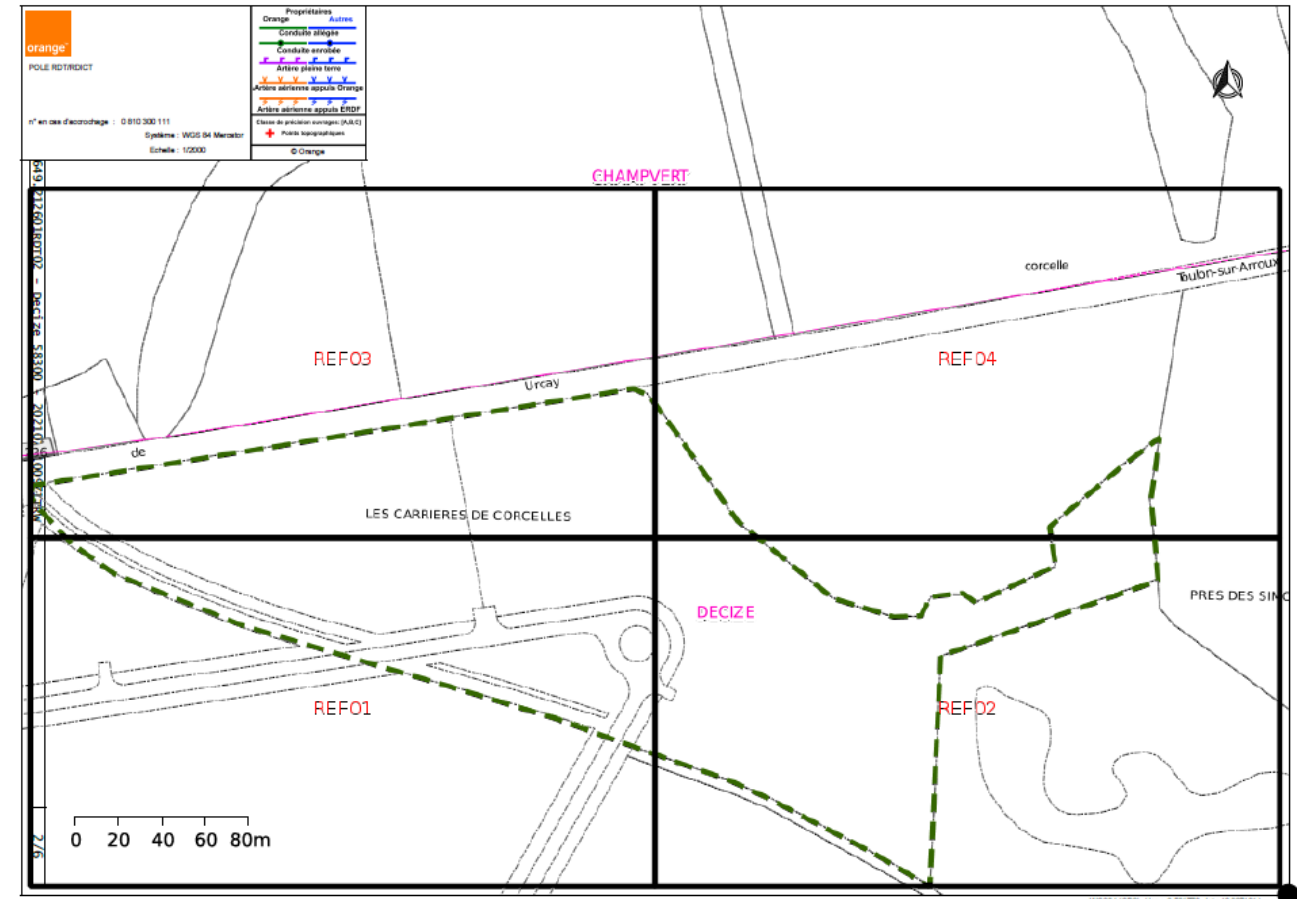 orange™
POLE RDT/RDICT
n° en cas d'accrochage : 0 810 300 111
Système : WGS 84 Mercator
Echelle : 1/2000
Propriétaires
Orange Autres
Conduite allégée
Conduite enrobée
Artère pleine terre
Artère aérienne appuis Orange
Artère aérienne appuis ERDF
Classe de précision ouvrages: [A,B,C]
Points topographiques
© Orange
CHAMPVERT
corcelle
Toulon-sur-Arroux
REF03
REF04
Urcay
de
LES CARRIERES DE CORCELLES
DECIZE
PRES DES
REF01
REF02
0 20 40 60 80m
Decize 58300
2/6